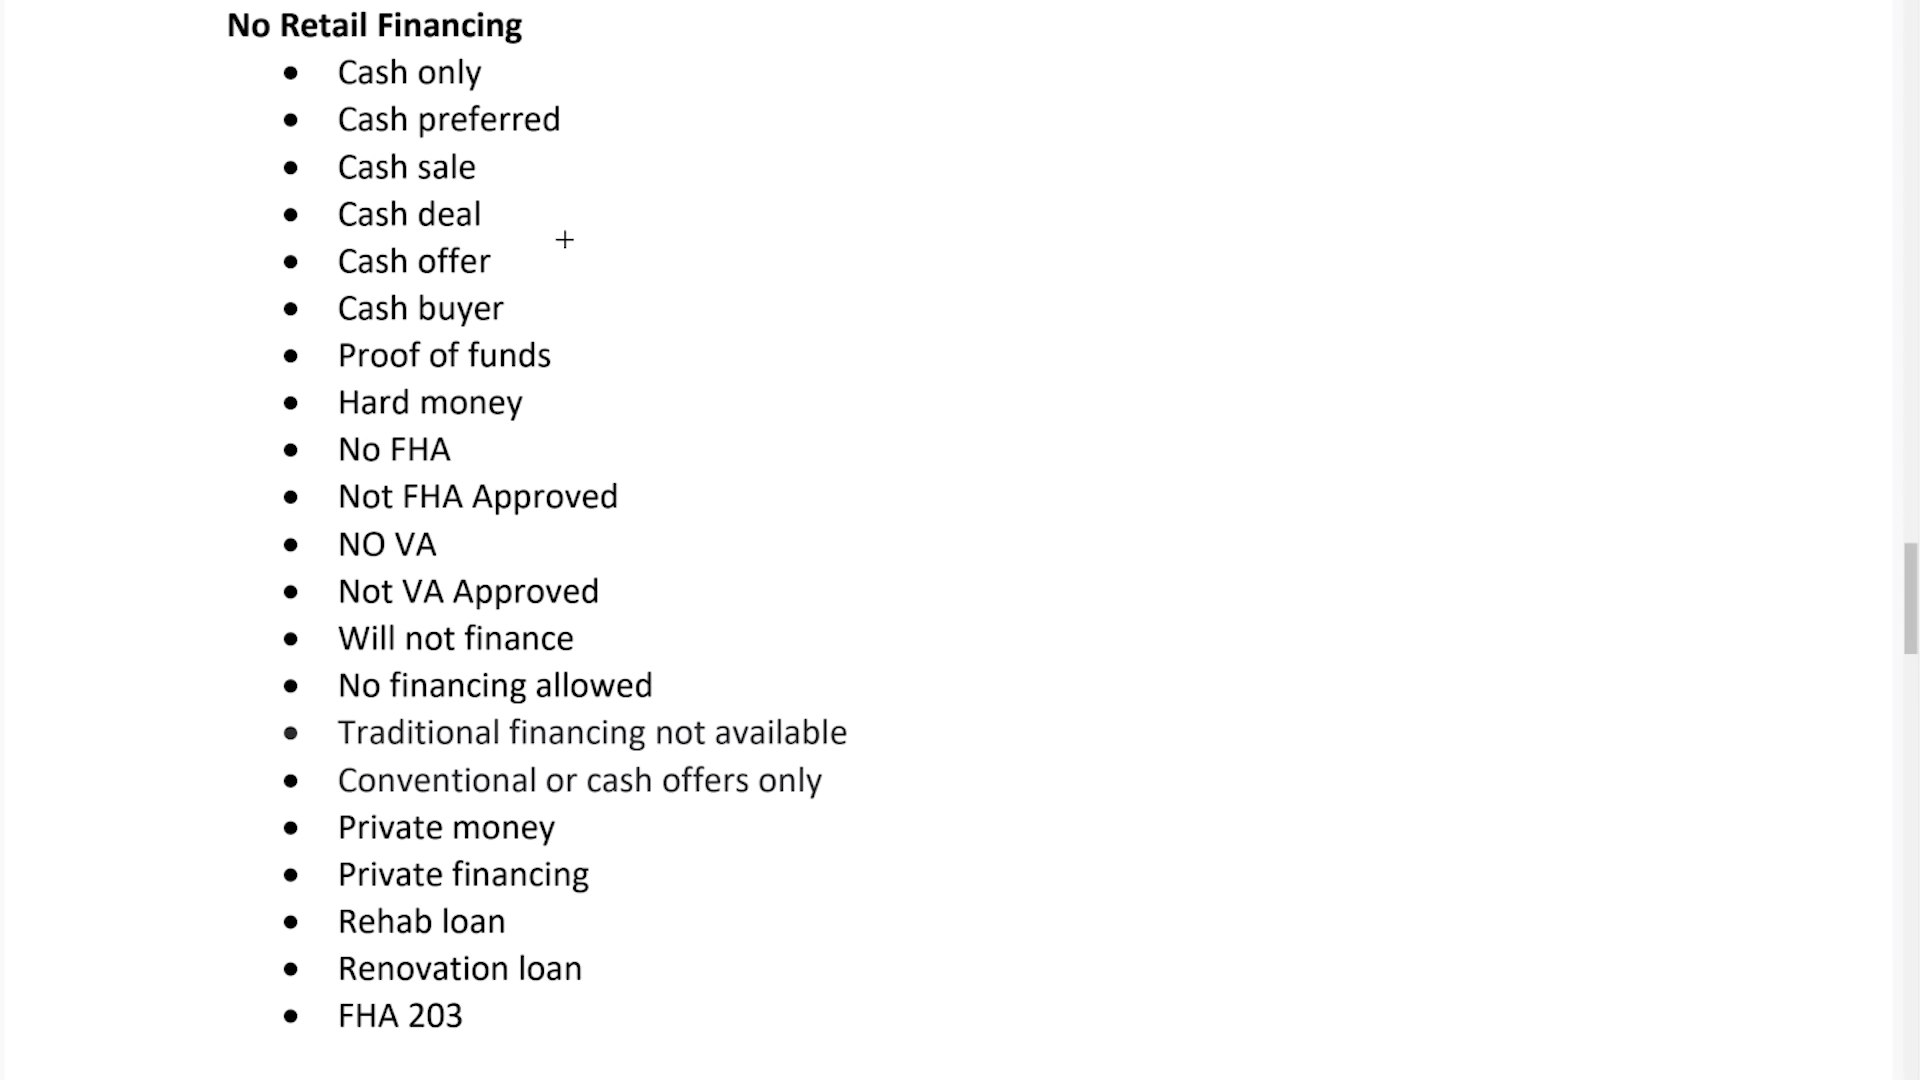 No Retail Financing
• Cash only
• Cash preferred
• Cash sale
• Cash deal
• Cash offer
• Cash buyer
• Proof of funds
• Hard money
• No FHA
• Not FHA Approved
• NO VA
• Not VA Approved
• Will not finance
• No financing allowed
• Traditional financing not available
• Conventional or cash offers only
• Private money
• Private financing
• Rehab loan
• Renovation loan
• FHA 203